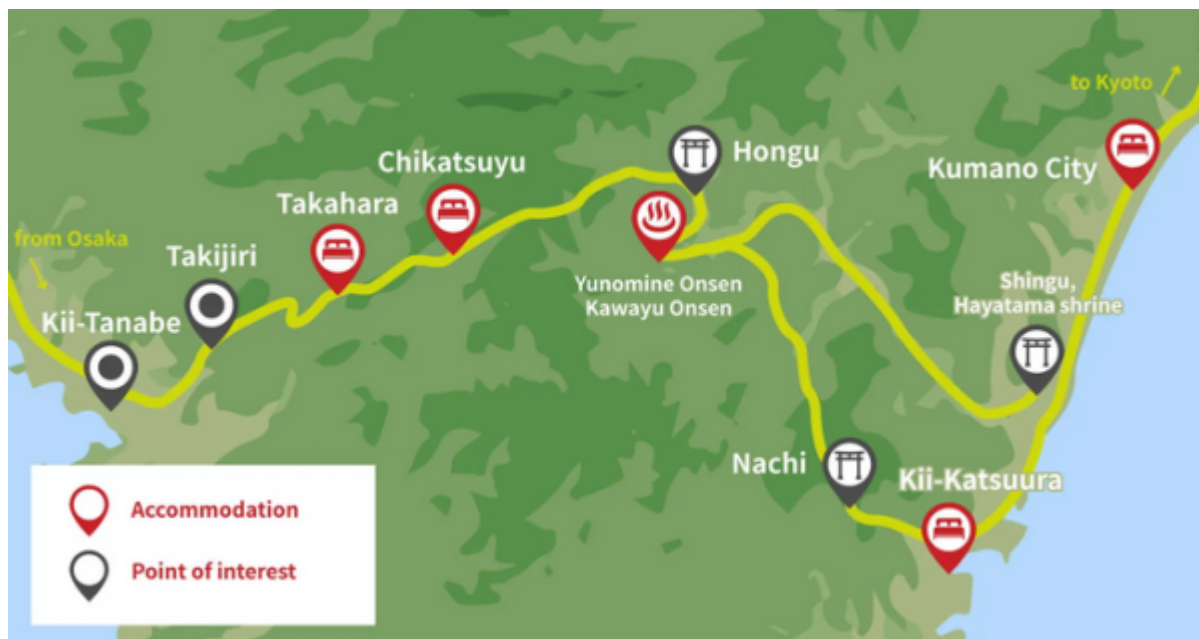 to Kyoto
Hongu
Chikatsuyu
Kumano City
Takahara
from Osaka
Takijiri
Yunomine Onsen
Kawayu Onsen
Shingu,
Hayatama shrine
Kii-Tanabe
Nachi
Kii-Katsuura
Accommodation
Point of interest